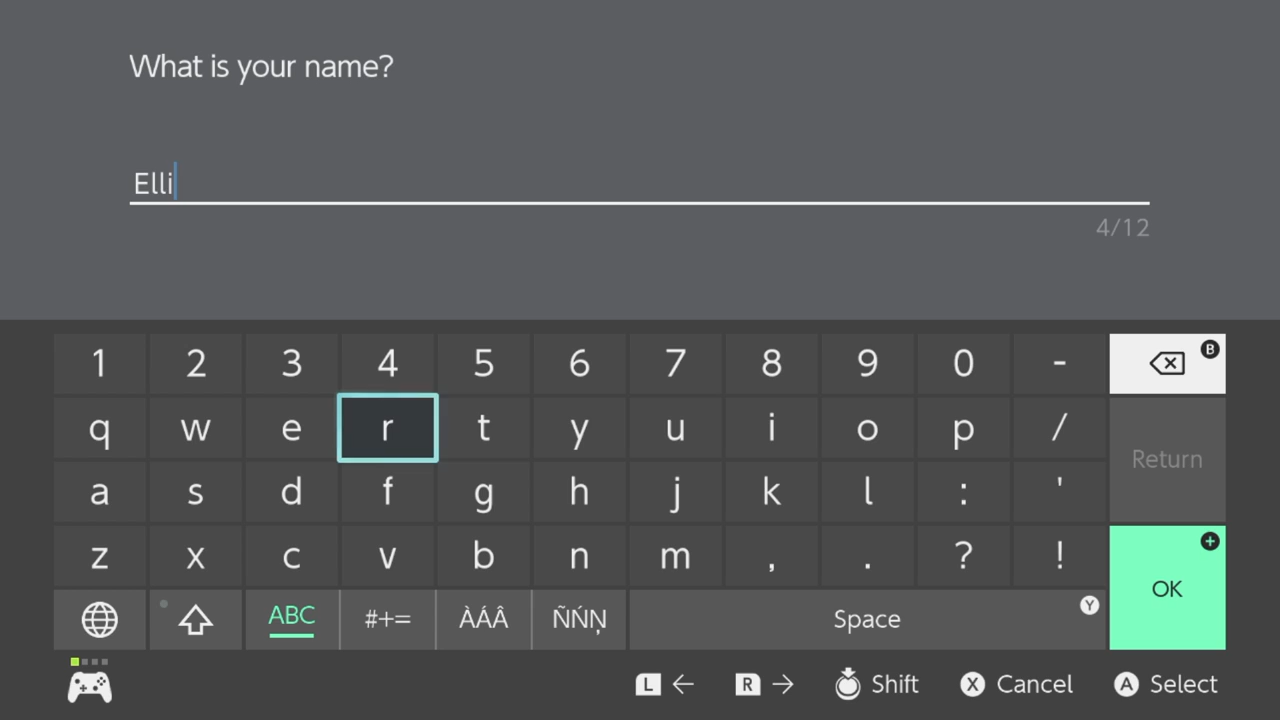 What is your name?
Elli
4/12
1 2 3 4 5 6 7 8 9 0 - B
q w e r t y u i o p / Return
a s d f g h j k l : '
z x c v b n m , . ? ! + OK
ABC #+= ÀÁÂ ÑŃŅ Space Y
L ← R → Shift X Cancel A Select